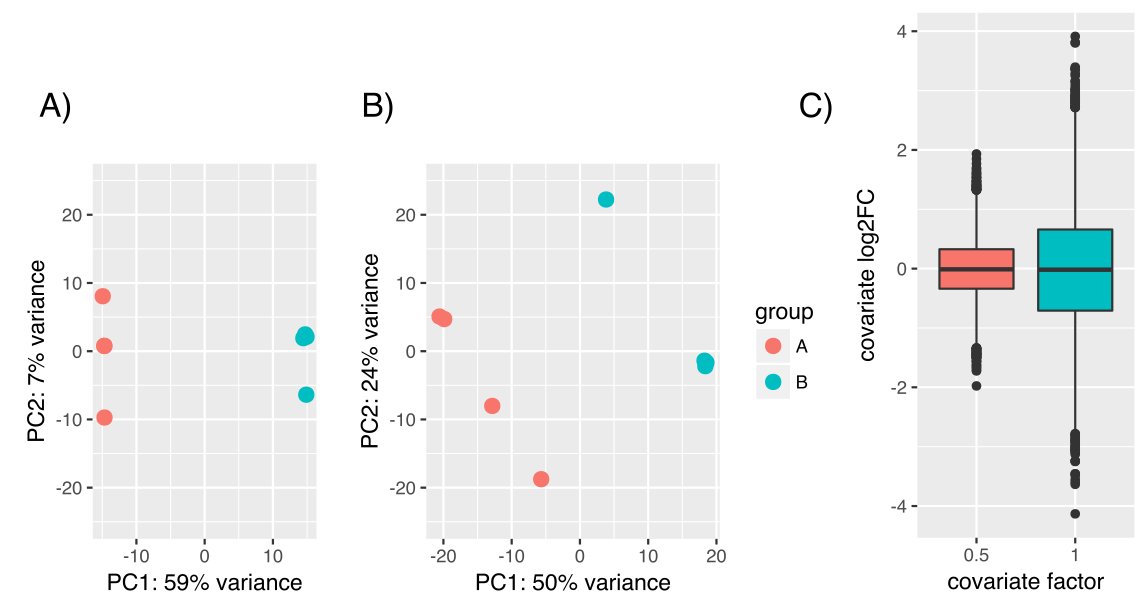 A)
20
10
0
-10
-20
PC2: 7% variance
-10
0
10
PC1: 59% variance
B)
20
10
0
-10
-20
PC2: 24% variance
-20
-10
0
10
20
PC1: 50% variance
group
A
B
C)
4
2
0
-2
-4
covariate log2FC
0.5
1
covariate factor